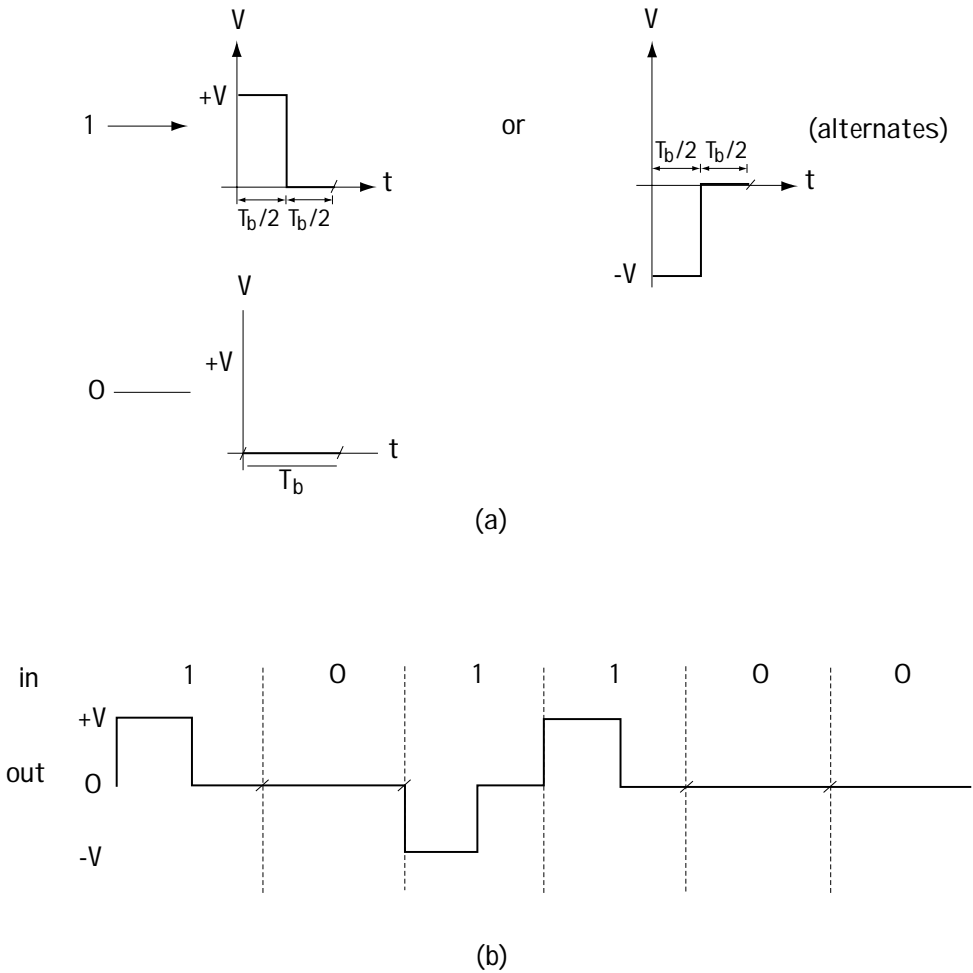 V
+V
1
t
T_b/2 T_b/2
or
V
(alternates)
T_b/2 T_b/2
t
-V
V
+V
0
t
T_b
(a)
in 1 0 1 1 0 0
+V
out 0
-V
(b)